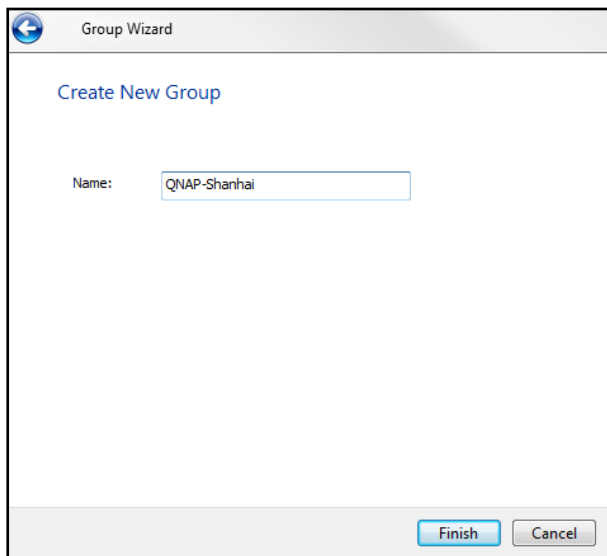 Group Wizard
Create New Group
Name: QNAP-Shanhai
Finish Cancel